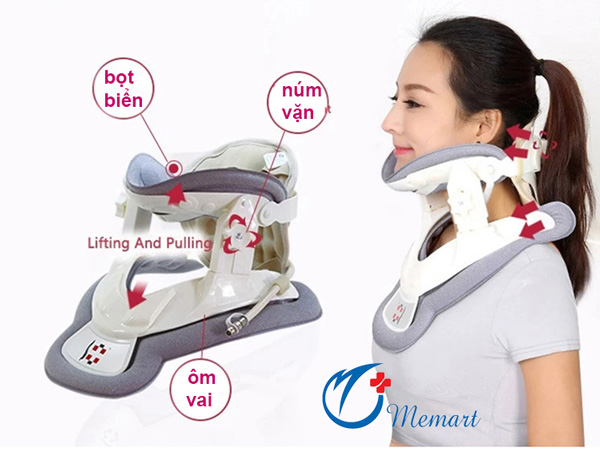 bọt
biển
núm
vặn
Lifting And Pulling
ôm
vai
Memart